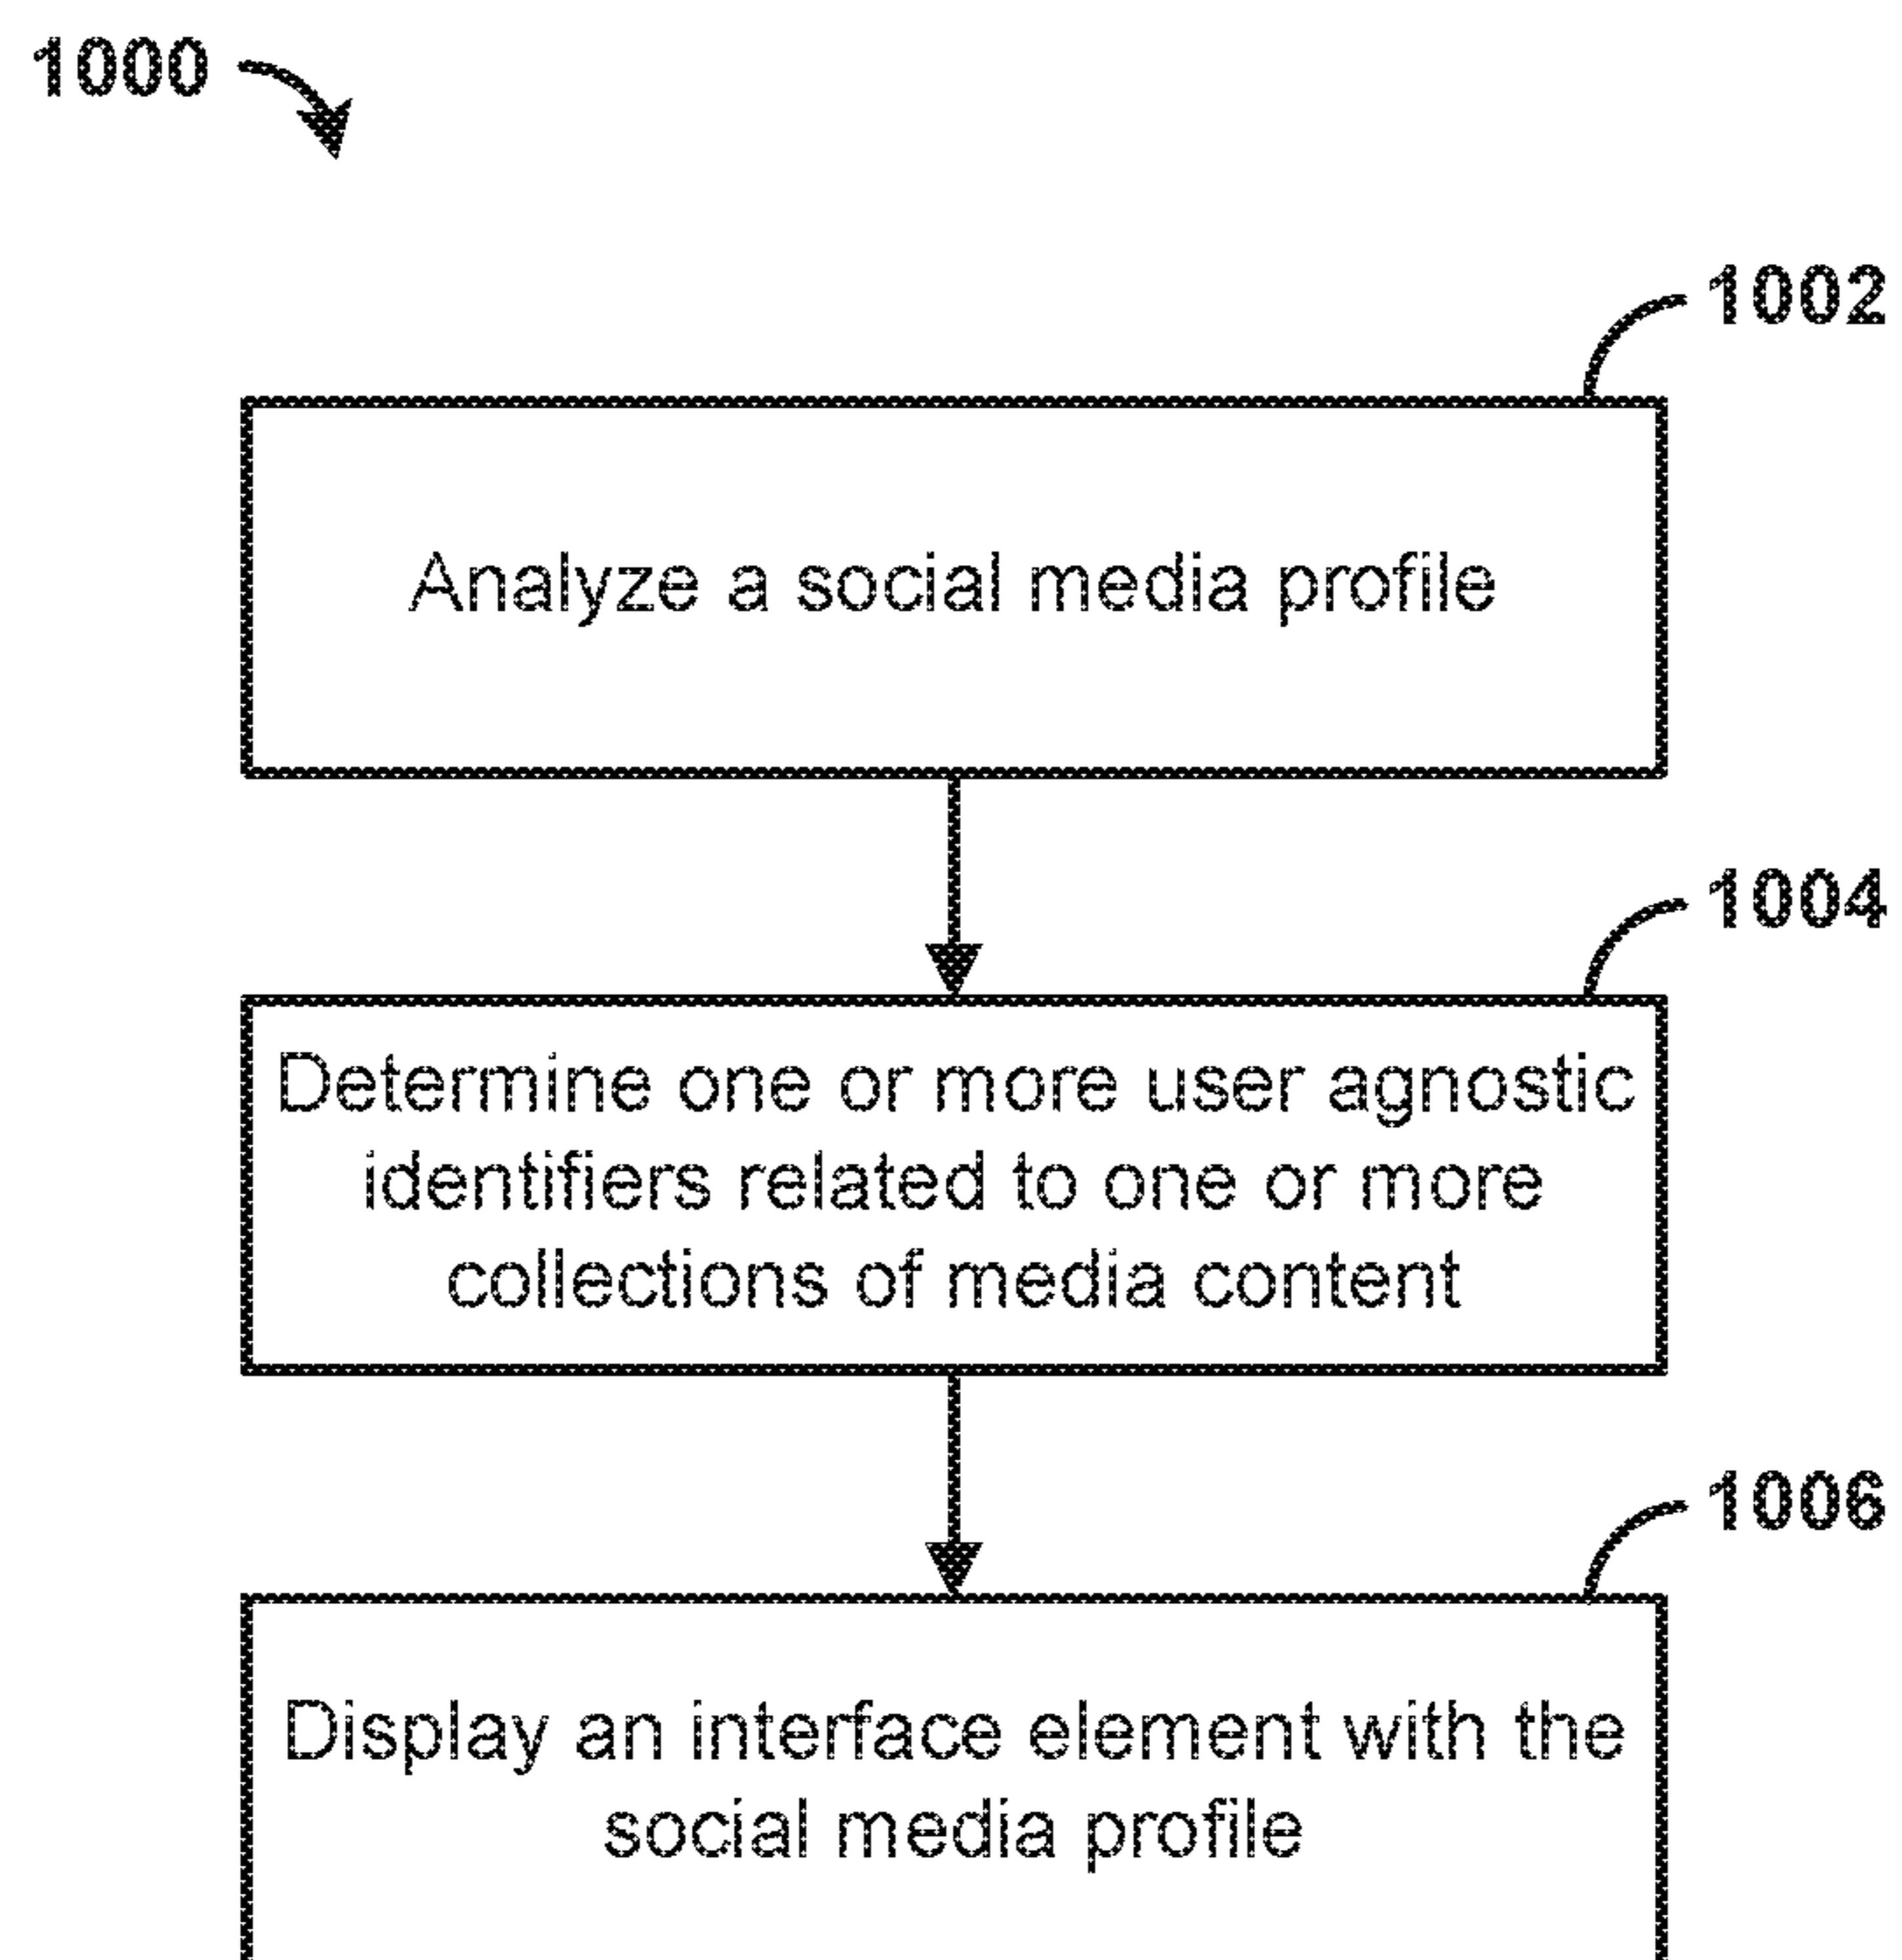 1000
1002
Analyze a social media profile
1004
Determine one or more user agnostic
identifiers related to one or more
collections of media content
1006
Display an interface element with the
social media profile